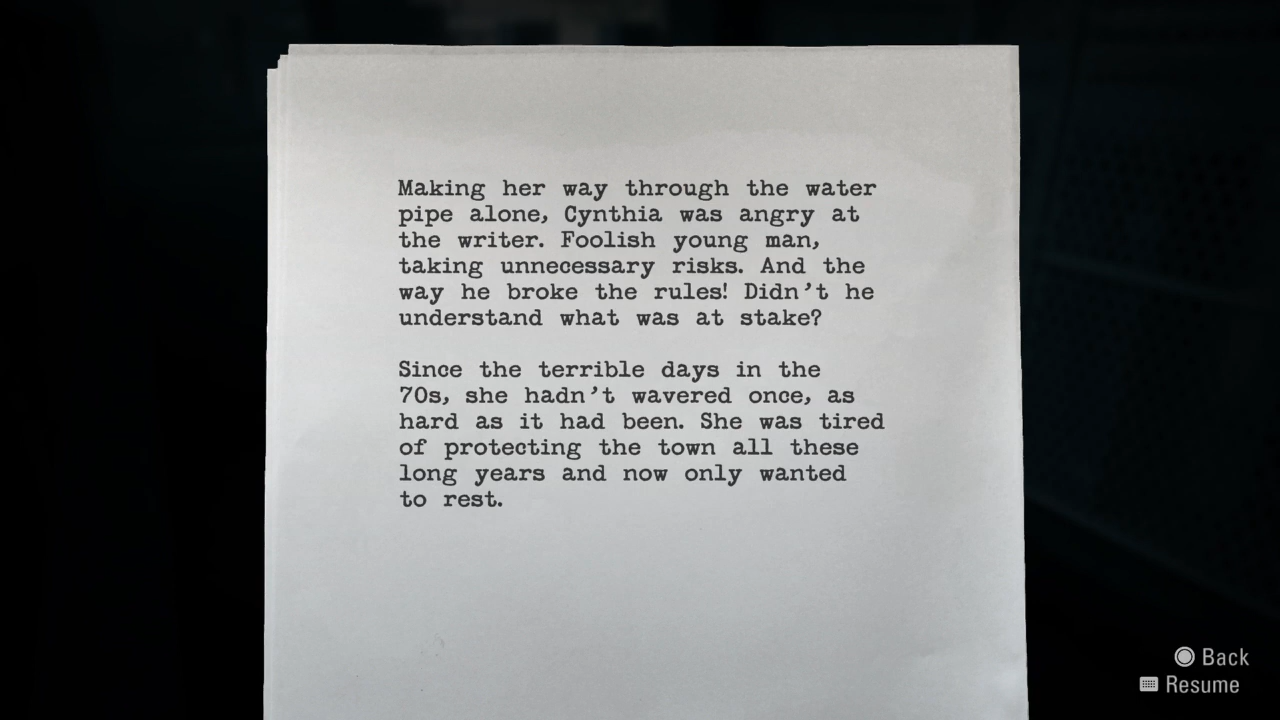 Making her way through the water
pipe alone, Cynthia was angry at
the writer. Foolish young man,
taking unnecessary risks. And the
way he broke the rules! Didn't he
understand what was at stake?
Since the terrible days in the
70s, she hadn't wavered once, as
hard as it had been. She was tired
of protecting the town all these
long years and now only wanted
to rest.
Back
Resume